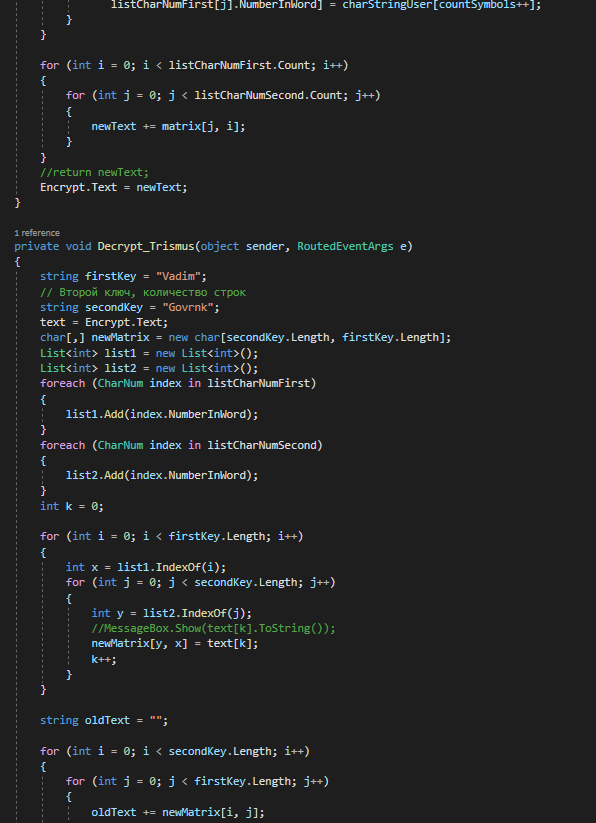 listCharNumFirst[j].NumberInWord] = charStringUser[countSymbols++];
}
}
for (int i = 0; i < listCharNumFirst.Count; i++)
{
for (int j = 0; j < listCharNumSecond.Count; j++)
{
newText += matrix[j, i];
}
}
//return newText;
Encrypt.Text = newText;
}
1 reference
private void Decrypt_Trismus(object sender, RoutedEventArgs e)
{
string firstKey = "Vadim";
// Второй ключ, количество строк
string secondKey = "Govrnk";
text = Encrypt.Text;
char[,] newMatrix = new char[secondKey.Length, firstKey.Length];
List<int> list1 = new List<int>();
List<int> list2 = new List<int>();
foreach (CharNum index in listCharNumFirst)
{
list1.Add(index.NumberInWord);
}
foreach (CharNum index in listCharNumSecond)
{
list2.Add(index.NumberInWord);
}
int k = 0;
for (int i = 0; i < firstKey.Length; i++)
{
int x = list1.IndexOf(i);
for (int j = 0; j < secondKey.Length; j++)
{
int y = list2.IndexOf(j);
//MessageBox.Show(text[k].ToString());
newMatrix[y, x] = text[k];
k++;
}
}
string oldText = "";
for (int i = 0; i < secondKey.Length; i++)
{
for (int j = 0; j < firstKey.Length; j++)
{
oldText += newMatrix[i, j];